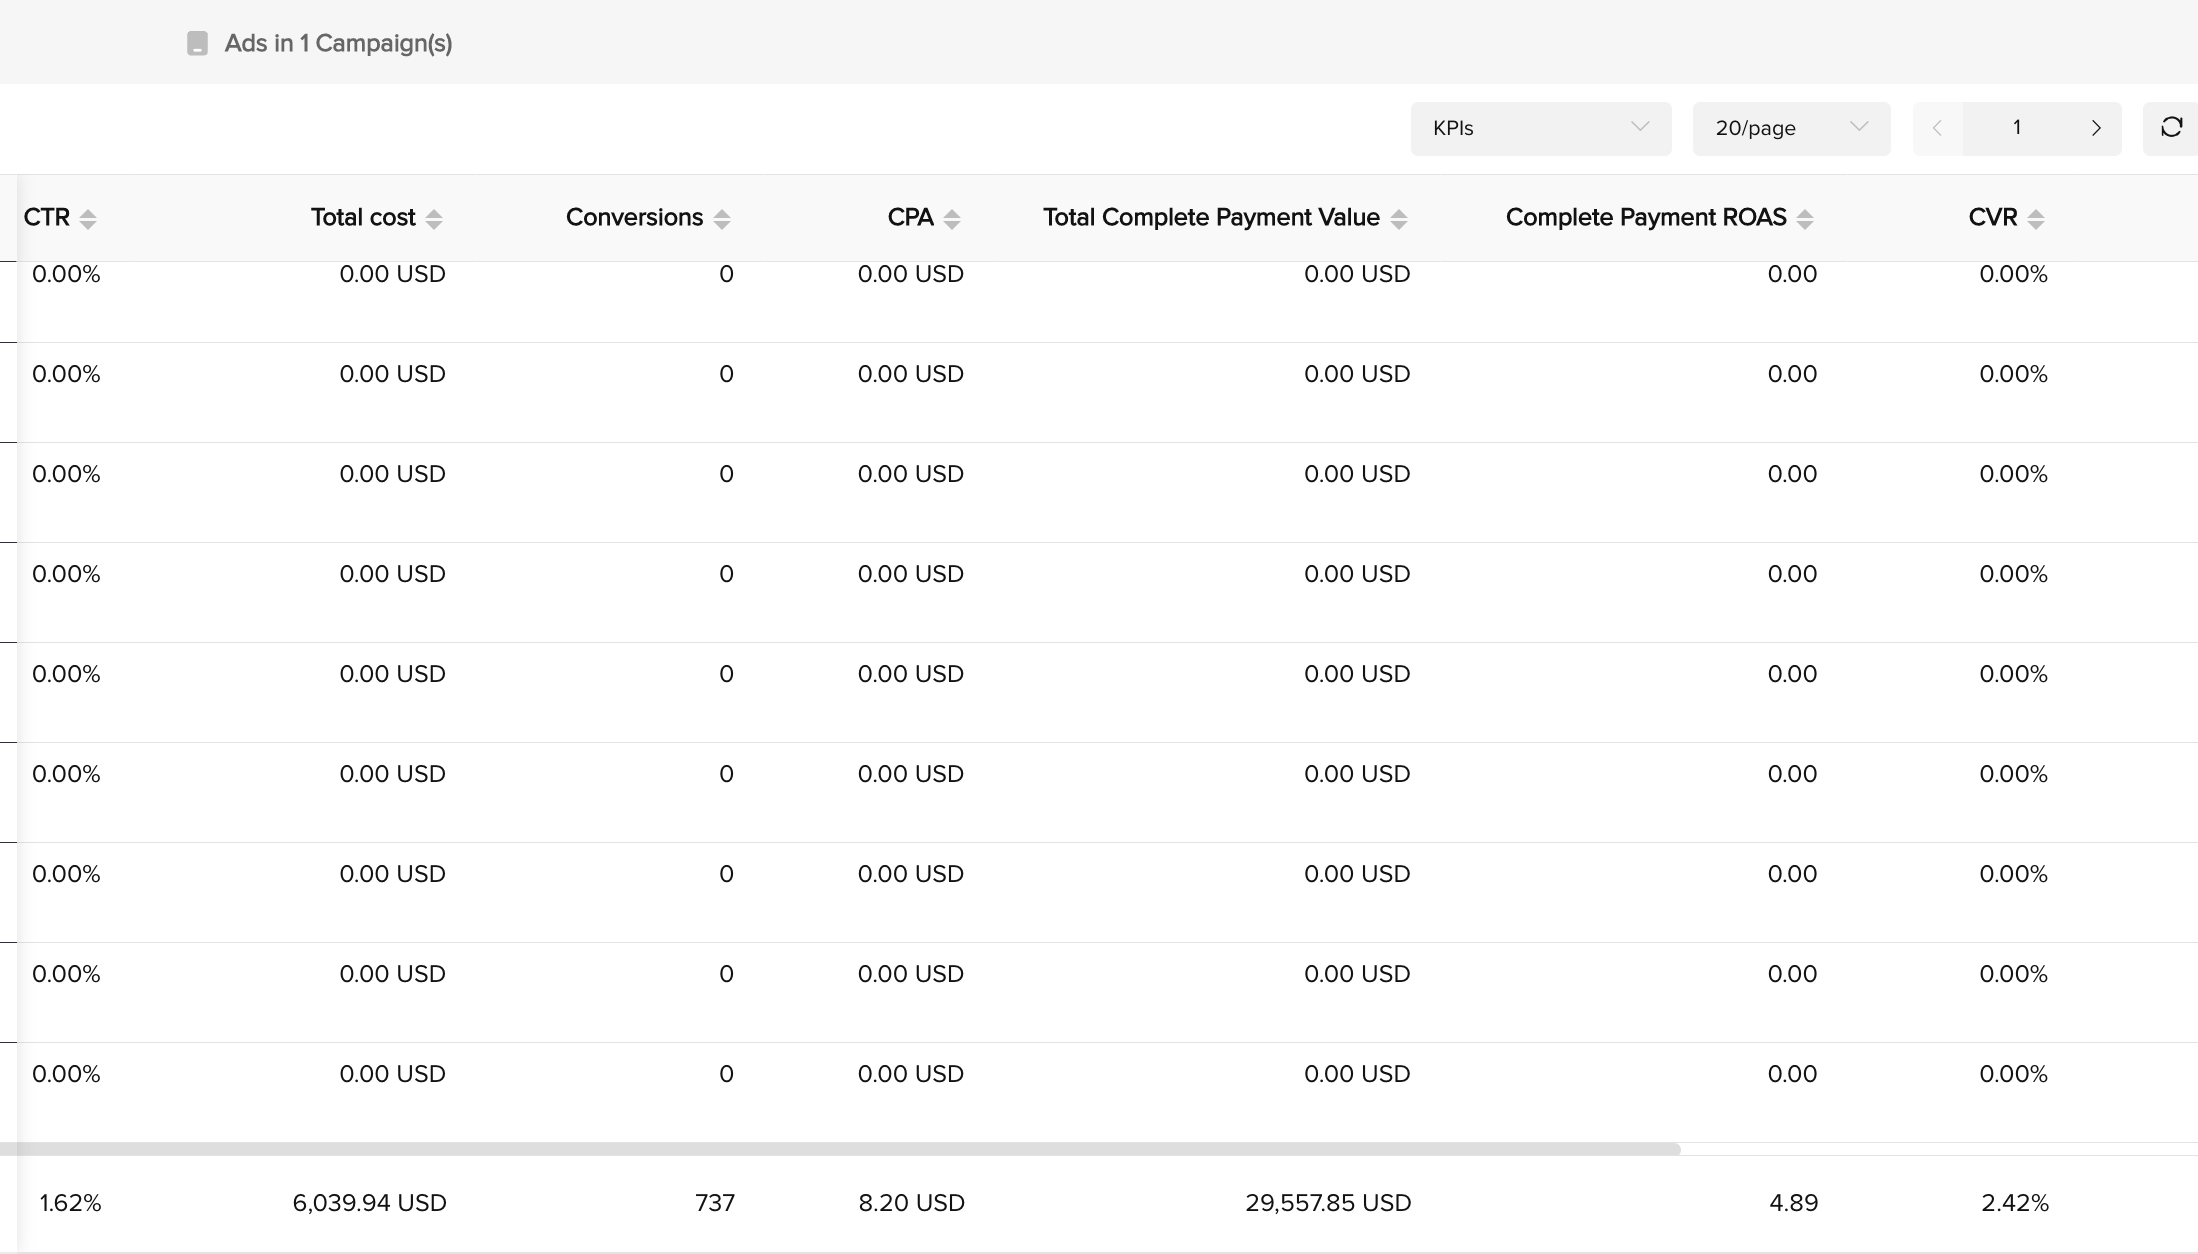 Ads in 1 Campaign(s)
KPIs 20/page 1
CTR Total cost Conversions CPA Total Complete Payment Value Complete Payment ROAS CVR
0.00% 0.00 USD 0 0.00 USD 0.00 USD 0.00 0.00%
0.00% 0.00 USD 0 0.00 USD 0.00 USD 0.00 0.00%
0.00% 0.00 USD 0 0.00 USD 0.00 USD 0.00 0.00%
0.00% 0.00 USD 0 0.00 USD 0.00 USD 0.00 0.00%
0.00% 0.00 USD 0 0.00 USD 0.00 USD 0.00 0.00%
0.00% 0.00 USD 0 0.00 USD 0.00 USD 0.00 0.00%
0.00% 0.00 USD 0 0.00 USD 0.00 USD 0.00 0.00%
0.00% 0.00 USD 0 0.00 USD 0.00 USD 0.00 0.00%
0.00% 0.00 USD 0 0.00 USD 0.00 USD 0.00 0.00%
1.62% 6,039.94 USD 737 8.20 USD 29,557.85 USD 4.89 2.42%